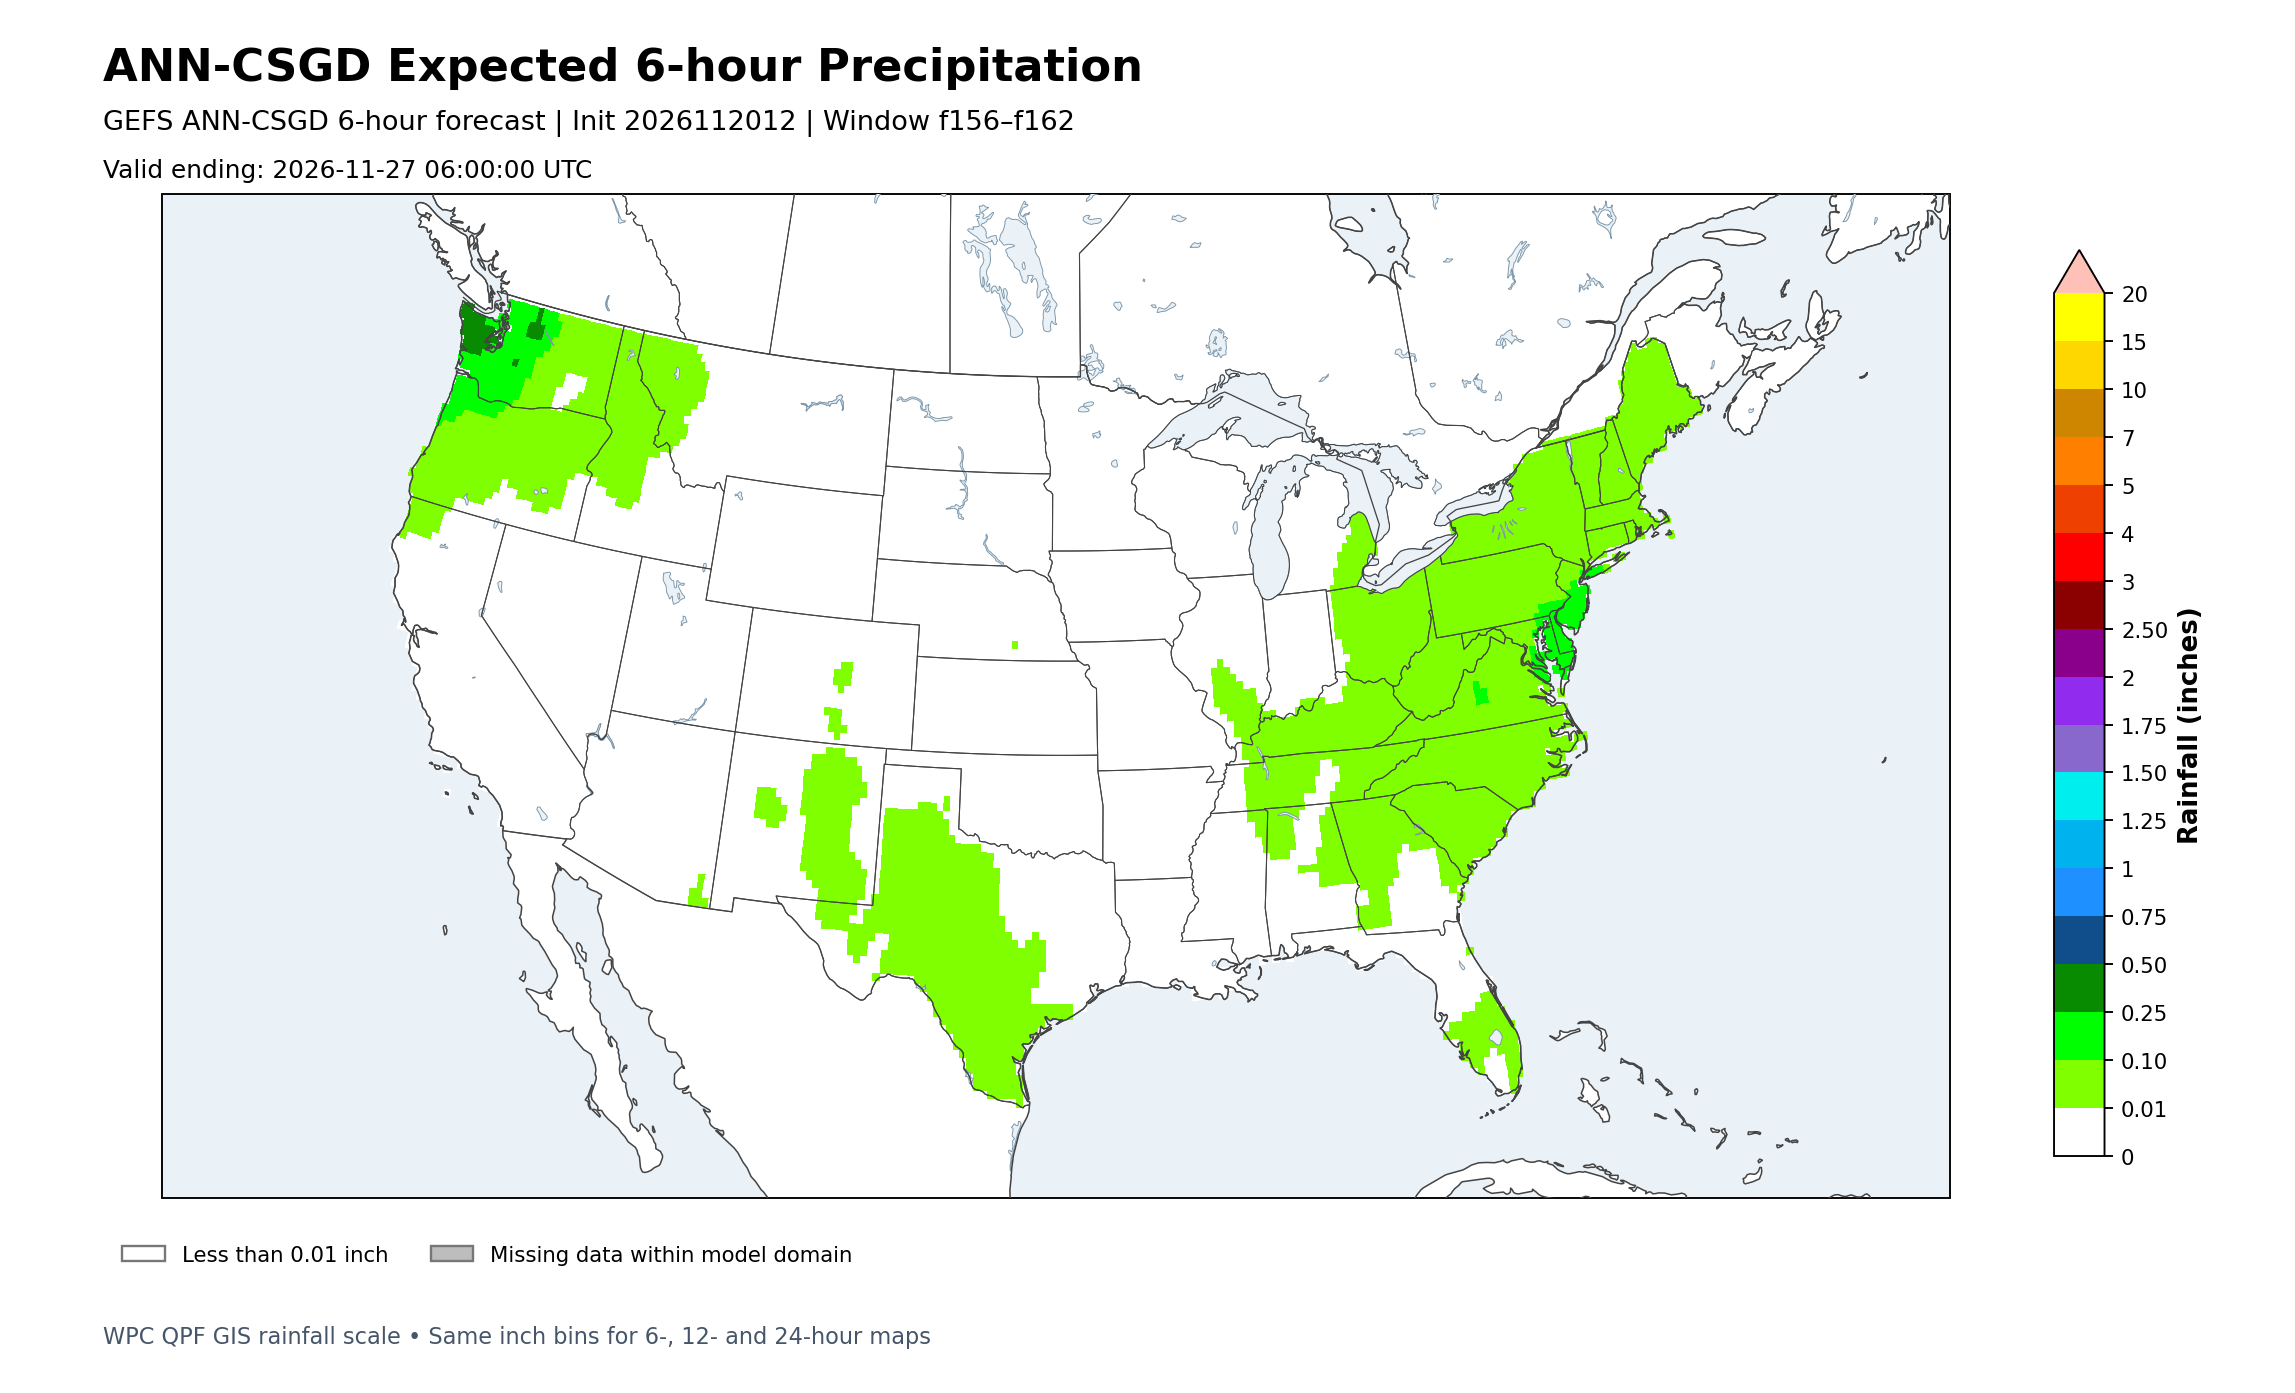 ANN-CSGD Expected 6-hour Precipitation
GEFS ANN-CSGD 6-hour forecast | Init 2026112012 | Window f156–f162
Valid ending: 2026-11-27 06:00:00 UTC
20
15
10
7
5
4
3
2.50
2
1.75
1.50
1.25
1
0.75
0.50
0.25
0.10
0.01
0
Rainfall (inches)
Less than 0.01 inch
Missing data within model domain
WPC QPF GIS rainfall scale • Same inch bins for 6-, 12- and 24-hour maps